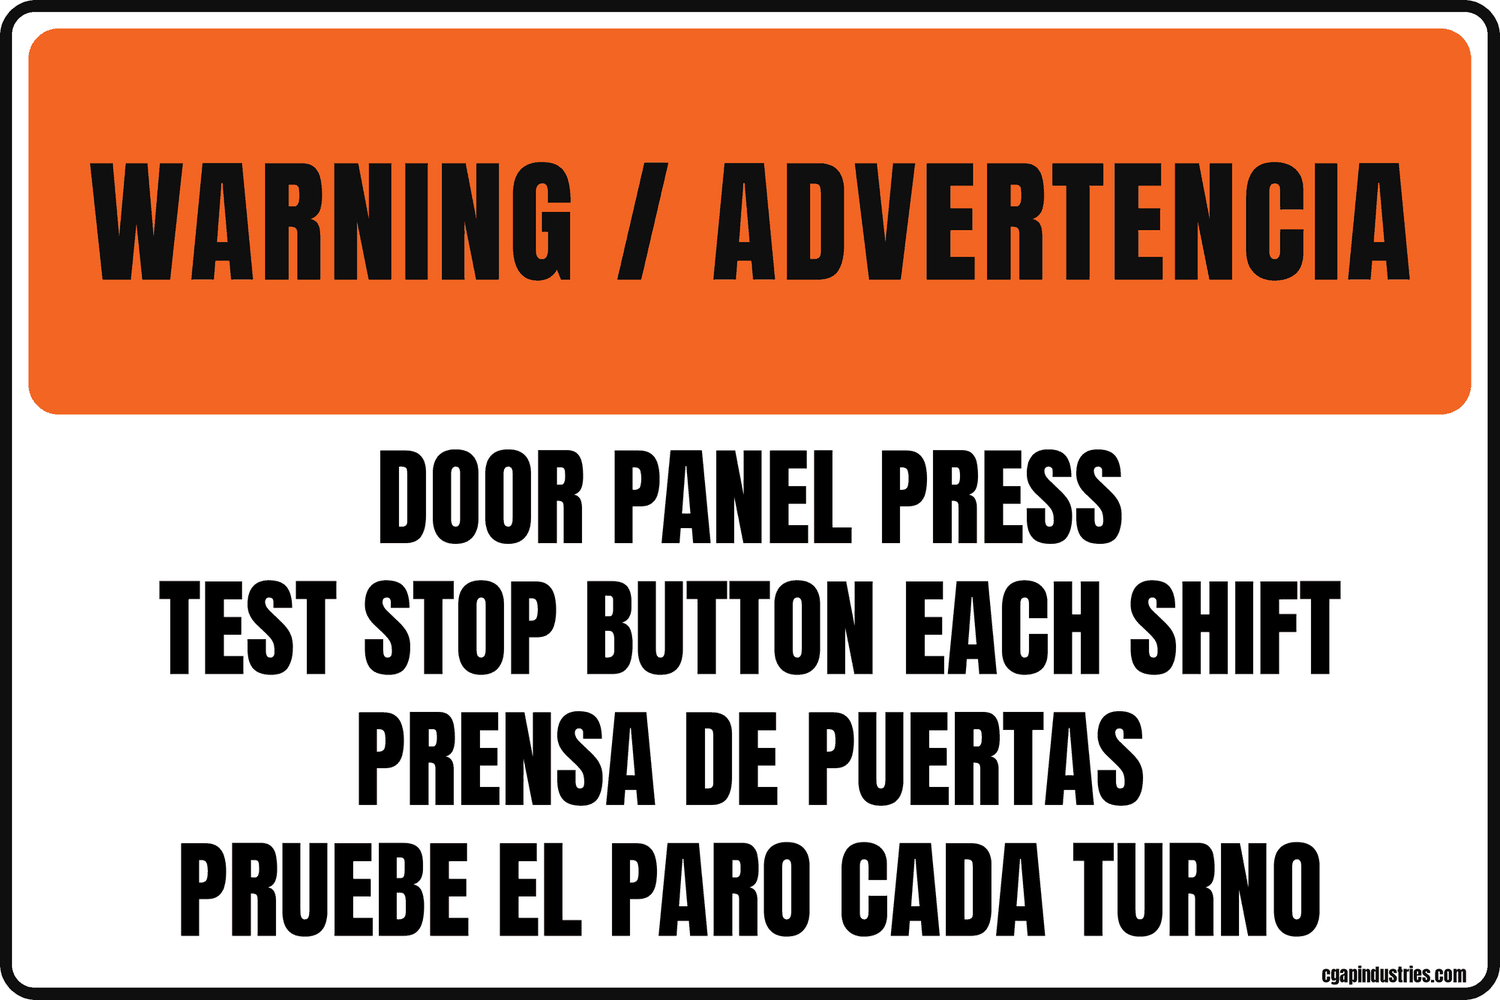 WARNING / ADVERTENCIA
DOOR PANEL PRESS
TEST STOP BUTTON EACH SHIFT
PRENSA DE PUERTAS
PRUEBE EL PARO CADA TURNO
cgapindustries.com